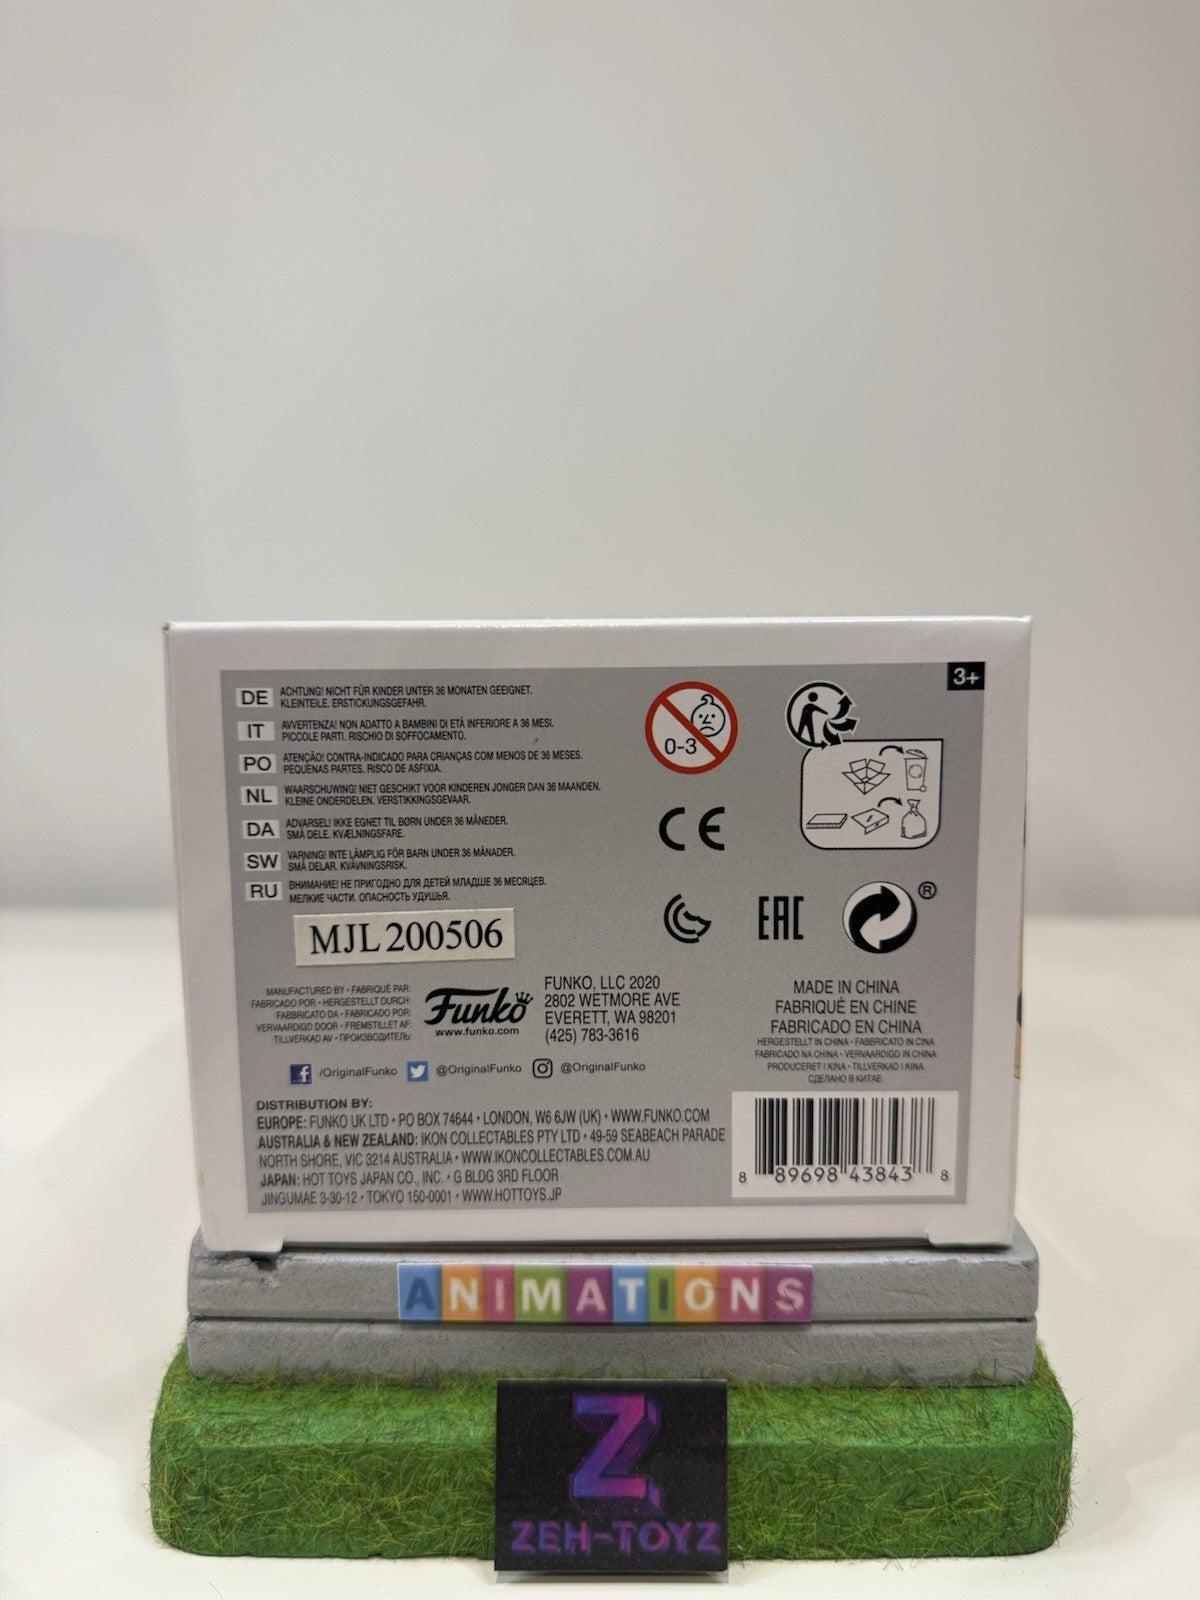 3+
DE ACHTUNG! NICHT FÜR KINDER UNTER 36 MONATEN GEEIGNET.
KLEINTEILE. ERSTICKUNGSGEFAHR.
IT AVVERTENZA! NON ADATTO A BAMBINI DI ETÀ INFERIORE A 36 MESI.
PICCOLE PARTI. RISCHIO DI SOFFOCAMENTO.
PO ATENÇÃO! CONTRA-INDICADO PARA CRIANÇAS COM MENOS DE 36 MESES.
PEQUENAS PARTES. RISCO DE ASFIXIA.
NL WAARSCHUWING! NIET GESCHIKT VOOR KINDEREN JONGER DAN 36 MAANDEN.
KLEINE ONDERDELEN. VERSTIKKINGSGEVAAR.
DA ADVARSEL! IKKE EGNET TIL BØRN UNDER 36 MÅNEDER.
SMÅ DELE. KVÆLNINGSFARE.
SW VARNING! INTE LÄMPLIG FÖR BARN UNDER 36 MÅNADER.
SMÅ DELAR. KVÄVNINGSRISK.
RU ВНИМАНИЕ! НЕ ПРИГОДНО ДЛЯ ДЕТЕЙ МЛАДШЕ 36 МЕСЯЦЕВ.
МЕЛКИЕ ЧАСТИ. ОПАСНОСТЬ УДУШЬЯ.
0-3
CE
EAC
®
MJL 200506
MANUFACTURED BY • FABRIQUÉ PAR:
FABRICADO POR • HERGESTELLT DURCH:
FABBRICATO DA • FABRICADO POR:
VERVAARDIGD DOOR • FREMSTILLET AF:
TILLVERKAD AV • ПРОИЗВОДИТЕЛЬ:
Funko
www.funko.com
FUNKO, LLC 2020
2802 WETMORE AVE
EVERETT, WA 98201
(425) 783-3616
MADE IN CHINA
FABRIQUÉ EN CHINE
FABRICADO EN CHINA
HERGESTELLT IN CHINA • FABBRICATO IN CINA
FABRICADO NA CHINA • VERVAARDIGD IN CHINA
PRODUCERET I KINA • TILLVERKAD I KINA
СДЕЛАНО В КИТАЕ
f /OriginalFunko @OriginalFunko @OriginalFunko
DISTRIBUTION BY:
EUROPE: FUNKO UK LTD • PO BOX 74644 • LONDON, W6 6JW (UK) • WWW.FUNKO.COM
AUSTRALIA & NEW ZEALAND: IKON COLLECTABLES PTY LTD • 49-59 SEABEACH PARADE
NORTH SHORE, VIC 3214 AUSTRALIA • WWW.IKONCOLLECTABLES.COM.AU
JAPAN: HOT TOYS JAPAN CO., INC. • G BLDG 3RD FLOOR
JINGUMAE 3-30-12 • TOKYO 150-0001 • WWW.HOTTOYS.JP
8 89698 43843 8
ANIMATIONS
Z
ZEH-TOYZ